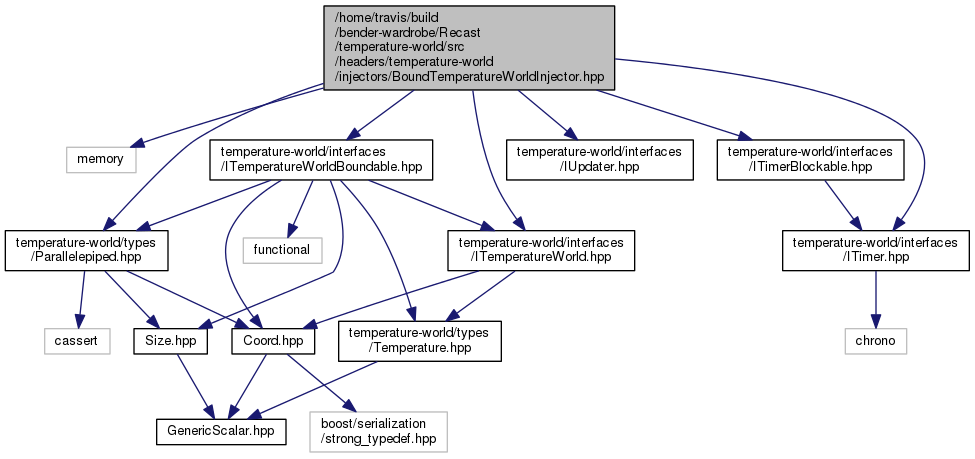 /home/travis/build
/bender-wardrobe/Recast
/temperature-world/src
/headers/temperature-world
/injectors/BoundTemperatureWorldInjector.hpp
memory
temperature-world/interfaces
/ITemperatureWorldBoundable.hpp
temperature-world/interfaces
/IUpdater.hpp
temperature-world/interfaces
/ITimerBlockable.hpp
temperature-world/types
/Parallelepiped.hpp
functional
temperature-world/interfaces
/ITemperatureWorld.hpp
temperature-world/interfaces
/ITimer.hpp
cassert
Size.hpp
Coord.hpp
temperature-world/types
/Temperature.hpp
chrono
GenericScalar.hpp
boost/serialization
/strong_typedef.hpp